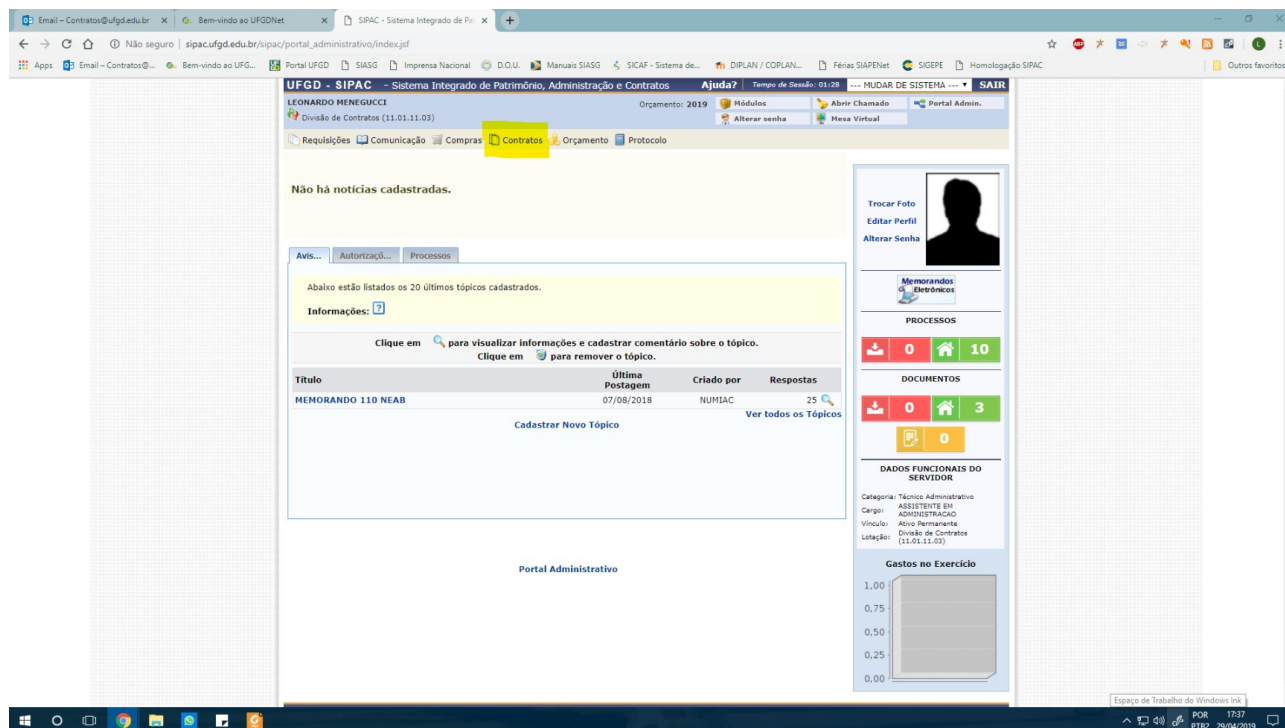 Email – Contratos@ufgd.edu.br
Bem-vindo ao UFGDNet
SIPAC - Sistema Integrado de Pa
Não seguro | sipac.ufgd.edu.br/sipac/portal_administrativo/index.jsf
Apps Email – Contratos@... Bem-vindo ao UFG... Portal UFGD SIASG Imprensa Nacional D.O.U. Manuais SIASG SICAF - Sistema de... DIPLAN / COPLAN... Férias SIAPENet SIGEPE Homologação SIPAC Outros favoritos
UFGD - SIPAC - Sistema Integrado de Patrimônio, Administração e Contratos Ajuda? Tempo de Sessão: 01:28 --- MUDAR DE SISTEMA --- SAIR
LEONARDO MENEGUCCI Orçamento: 2019 Módulos Abrir Chamado Portal Admin.
Divisão de Contratos (11.01.11.03) Alterar senha Mesa Virtual
Requisições Comunicação Compras Contratos Orçamento Protocolo
Não há notícias cadastradas.
Trocar Foto
Editar Perfil
Alterar Senha
Avis... Autorizaçõ... Processos
Abaixo estão listados os 20 últimos tópicos cadastrados.
Informações: ?
Clique em para visualizar informações e cadastrar comentário sobre o tópico.
Clique em para remover o tópico.
Título Última Postagem Criado por Respostas
MEMORANDO 110 NEAB 07/08/2018 NUMIAC 25
Ver todos os Tópicos
Cadastrar Novo Tópico
Portal Administrativo
Memorandos
Eletrônicos
PROCESSOS
0 10
DOCUMENTOS
0 3
0
DADOS FUNCIONAIS DO
SERVIDOR
Categoria: Técnico Administrativo
Cargo: ASSISTENTE EM
ADMINISTRACAO
Vínculo: Ativo Permanente
Lotação: Divisão de Contratos
(11.01.11.03)
Gastos no Exercício
1,00
0,75
0,50
0,25
0,00
Espaço de Trabalho do Windows Ink
POR 17:37
PTB2 29/04/2019